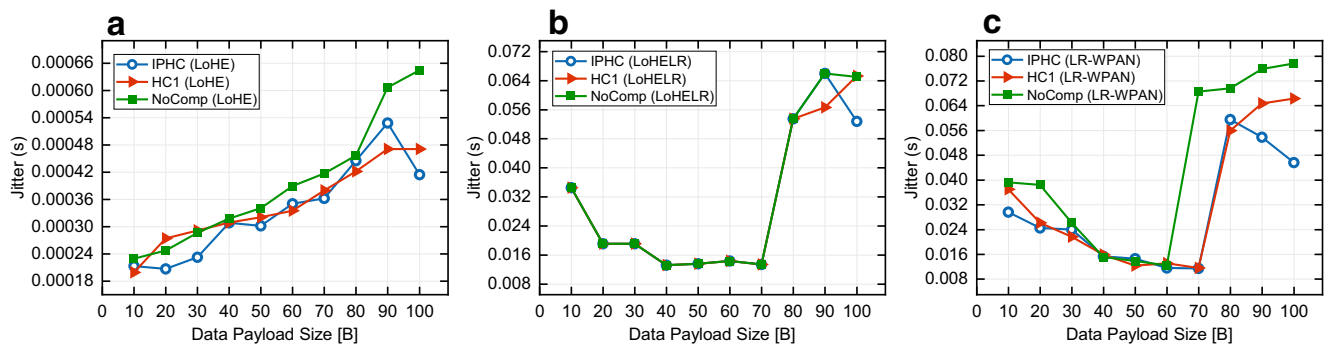 a
0.00066
0.00060
0.00054
0.00048
0.00042
0.00036
0.00030
0.00024
0.00018
Jitter (s)
IPHC (LoHE)
HC1 (LoHE)
NoComp (LoHE)
0 10 20 30 40 50 60 70 80 90 100
Data Payload Size [B]
b
0.072
0.064
0.056
0.048
0.040
0.032
0.024
0.016
0.008
Jitter (s)
IPHC (LoHELR)
HC1 (LoHELR)
NoComp (LoHELR)
0 10 20 30 40 50 60 70 80 90 100
Data Payload Size [B]
c
0.080
0.072
0.064
0.056
0.048
0.040
0.032
0.024
0.016
0.008
Jitter (s)
IPHC (LR-WPAN)
HC1 (LR-WPAN)
NoComp (LR-WPAN)
0 10 20 30 40 50 60 70 80 90 100
Data Payload Size [B]